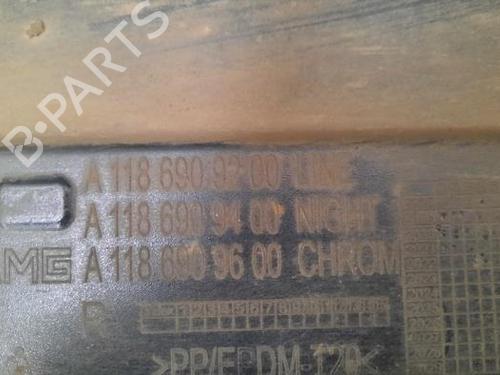 B-PARTS
A 118 690 92 00 LINE
A 118 690 94 00 NIGHT
AMG A 118 690 96 00 CHROM
>PP/EPDM-T20<